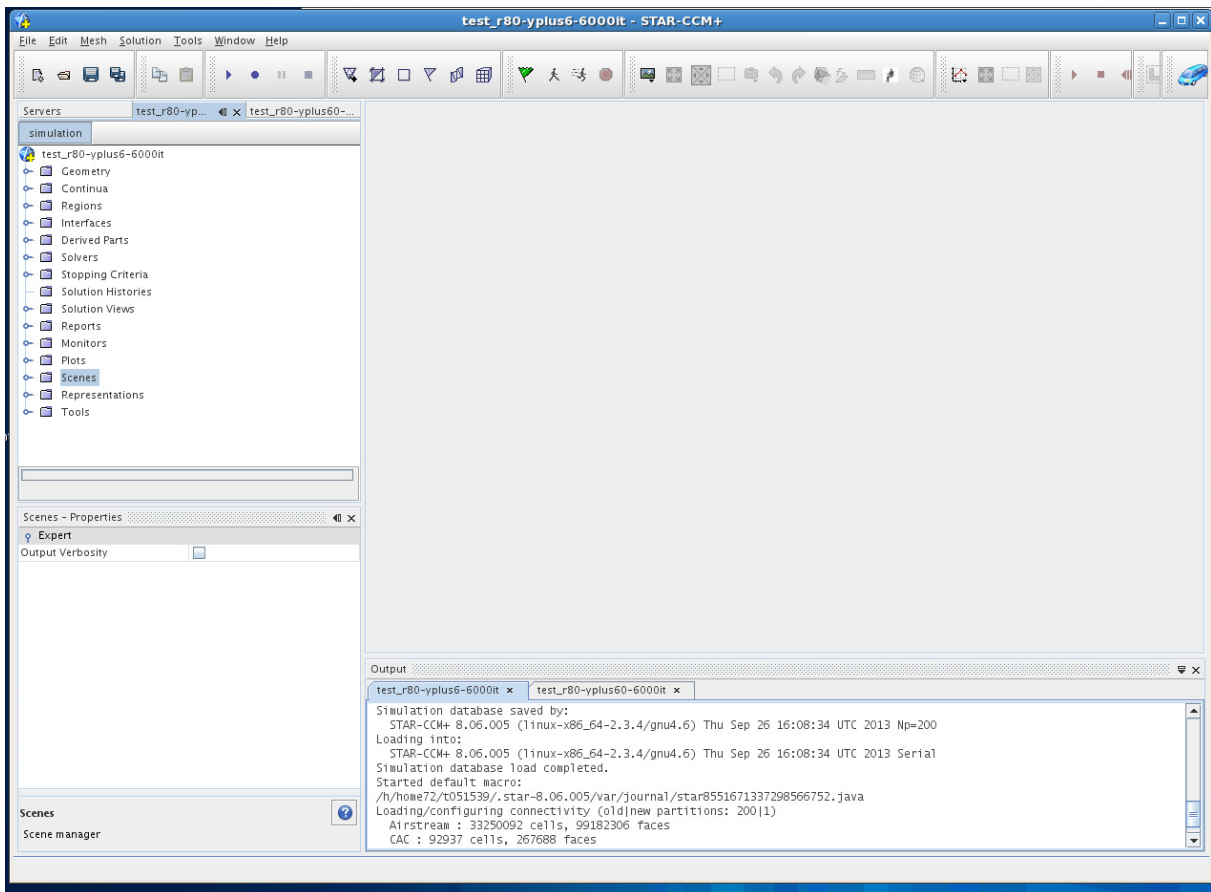 test_r80-yplus6-6000it - STAR-CCM+
File Edit Mesh Solution Tools Window Help
Servers
test_r80-yp...
test_r80-yplus60-...
simulation
test_r80-yplus6-6000it
Geometry
Continua
Regions
Interfaces
Derived Parts
Solvers
Stopping Criteria
Solution Histories
Solution Views
Reports
Monitors
Plots
Scenes
Representations
Tools
Scenes - Properties
Expert
Output Verbosity
Scenes
Scene manager
Output
test_r80-yplus6-6000it
test_r80-yplus60-6000it
Simulation database saved by:
STAR-CCM+ 8.06.005 (linux-x86_64-2.3.4/gnu4.6) Thu Sep 26 16:08:34 UTC 2013 Np=200
Loading into:
STAR-CCM+ 8.06.005 (linux-x86_64-2.3.4/gnu4.6) Thu Sep 26 16:08:34 UTC 2013 Serial
Simulation database load completed.
Started default macro:
/h/home72/t051539/.star-8.06.005/var/journal/star8551671337298566752.java
Loading/configuring connectivity (old|new partitions: 200|1)
Airstream : 33250092 cells, 99182306 faces
CAC : 92937 cells, 267688 faces